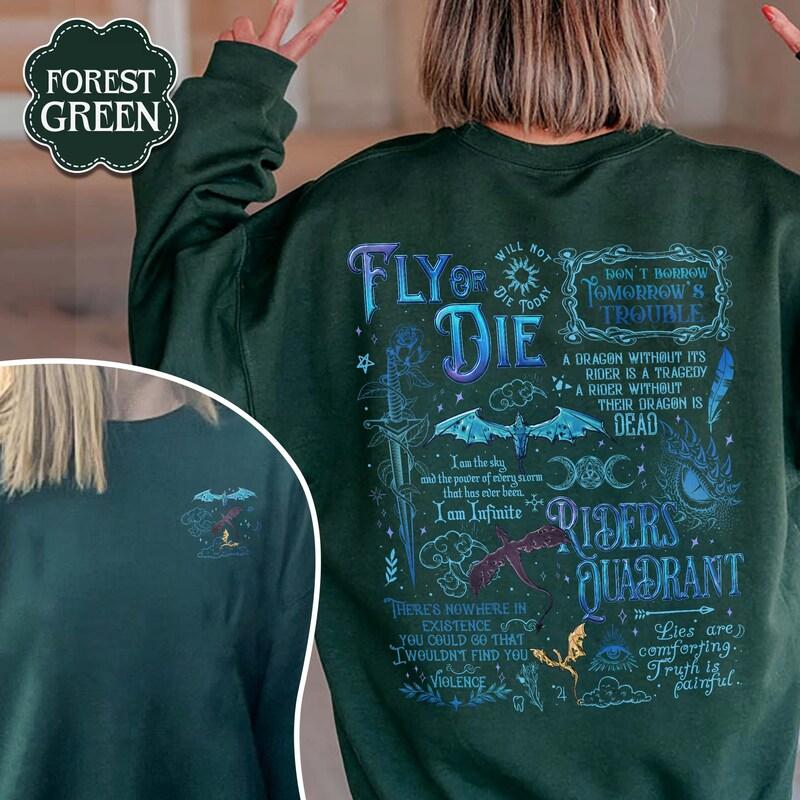 FOREST
GREEN
FLY OR
DIE
WILL NOT
DIE TODAY
DON'T BORROW
TOMORROW'S
TROUBLE
A DRAGON WITHOUT ITS
RIDER IS A TRAGEDY
A RIDER WITHOUT
THEIR DRAGON IS
DEAD
I am the sky
and the power of every storm
that has ever been.
I am Infinite
RIDERS
QUADRANT
THERE'S NOWHERE IN
EXISTENCE
YOU COULD GO THAT
I WOULDN'T FIND YOU
VIOLENCE
Lies are
comforting.
Truth is
painful.